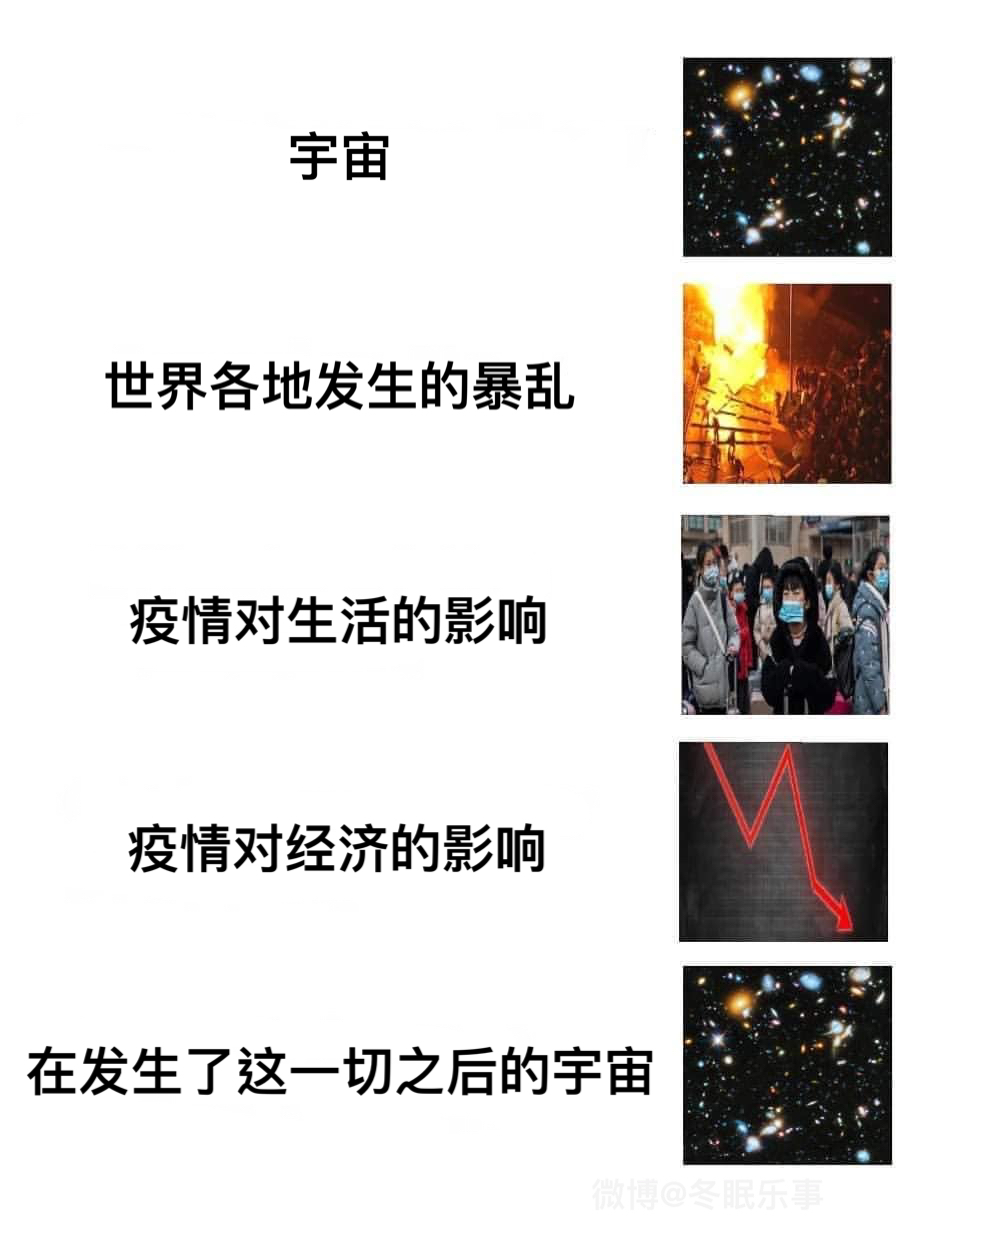 宇宙
世界各地发生的暴乱
疫情对生活的影响
疫情对经济的影响
在发生了这一切之后的宇宙
微博@冬眠乐事